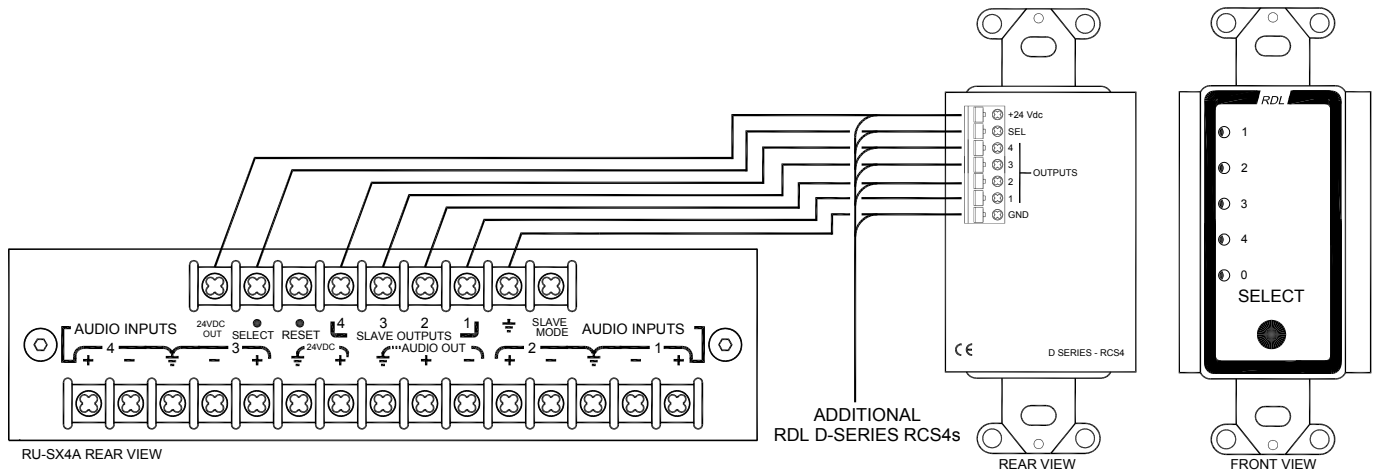 RDL
+24 Vdc
SEL
4
3
2
1
OUTPUTS
GND
1
2
3
4
0
SELECT
AUDIO INPUTS
24VDC OUT
SELECT
RESET
4
3
2
1
SLAVE OUTPUTS
SLAVE MODE
AUDIO INPUTS
4
3
24VDC
AUDIO OUT
2
1
+ - - + + + - + - - +
CE
D SERIES - RCS4
ADDITIONAL
RDL D-SERIES RCS4s
RU-SX4A REAR VIEW
REAR VIEW
FRONT VIEW